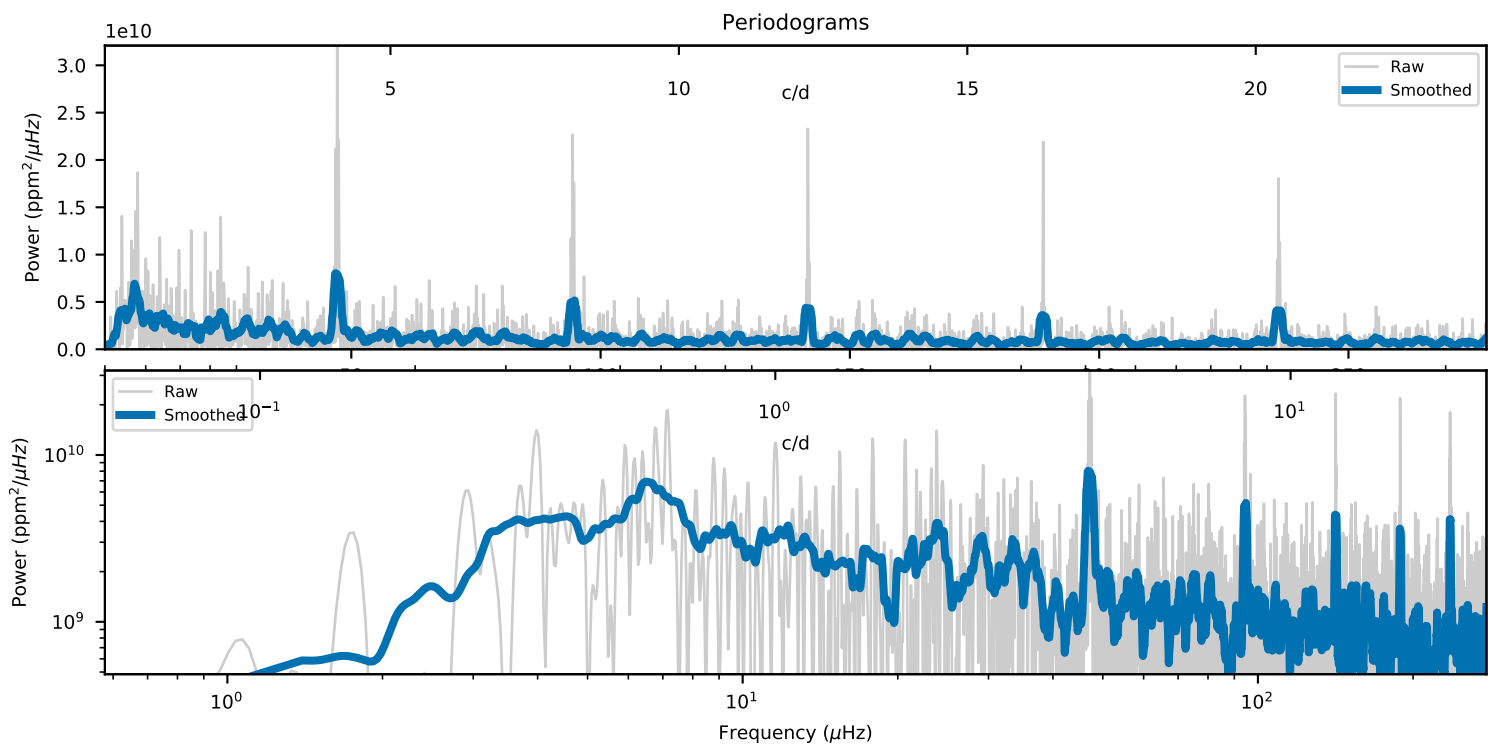 Periodograms
1e10
3.0
2.5
2.0
1.5
1.0
0.5
0.0
Power (ppm²/μHz)
5
10
15
20
c/d
Raw
Smoothed
Raw
Smoothed
10⁻¹
10⁰
10¹
c/d
10¹⁰
10⁹
Power (ppm²/μHz)
10⁰
10¹
10²
Frequency (μHz)